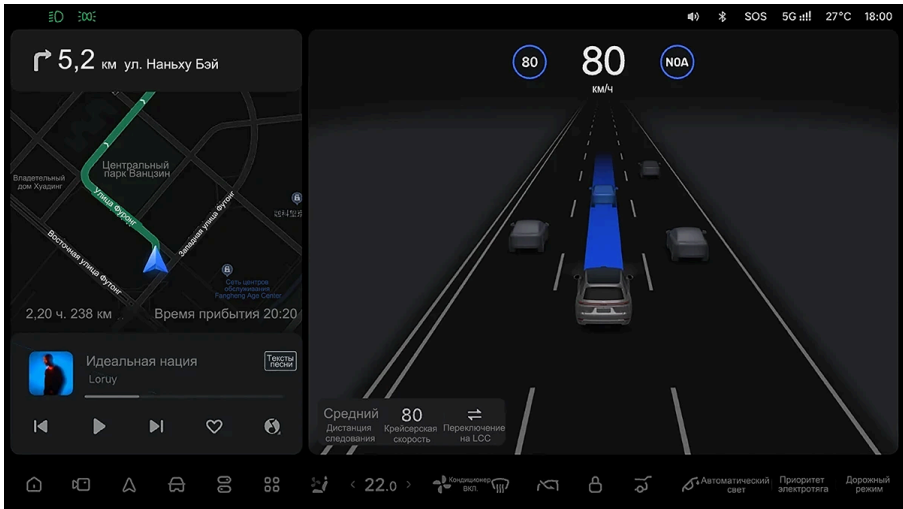 SOS
5G
27°C
18:00
5,2 км ул. Наньху Бэй
80
80
км/ч
NOA
Центральный
парк Ванцзин
Владетельный
дом Хуадинг
Улица Фуронг
Западная улица Футонг
Восточная улица Футонг
Сеть центров
обслуживания
Fangheng Aga Center
2,20 ч. 238 км
Время прибытия 20:20
Идеальная нация
Loruy
Тексты
песни
Средний
Дистанция
следования
80
Крейсерская
скорость
Переключение
на LCC
22.0
Кондиционер
ВКЛ.
Автоматический
свет
Приоритет
электротяга
Дорожный
режим